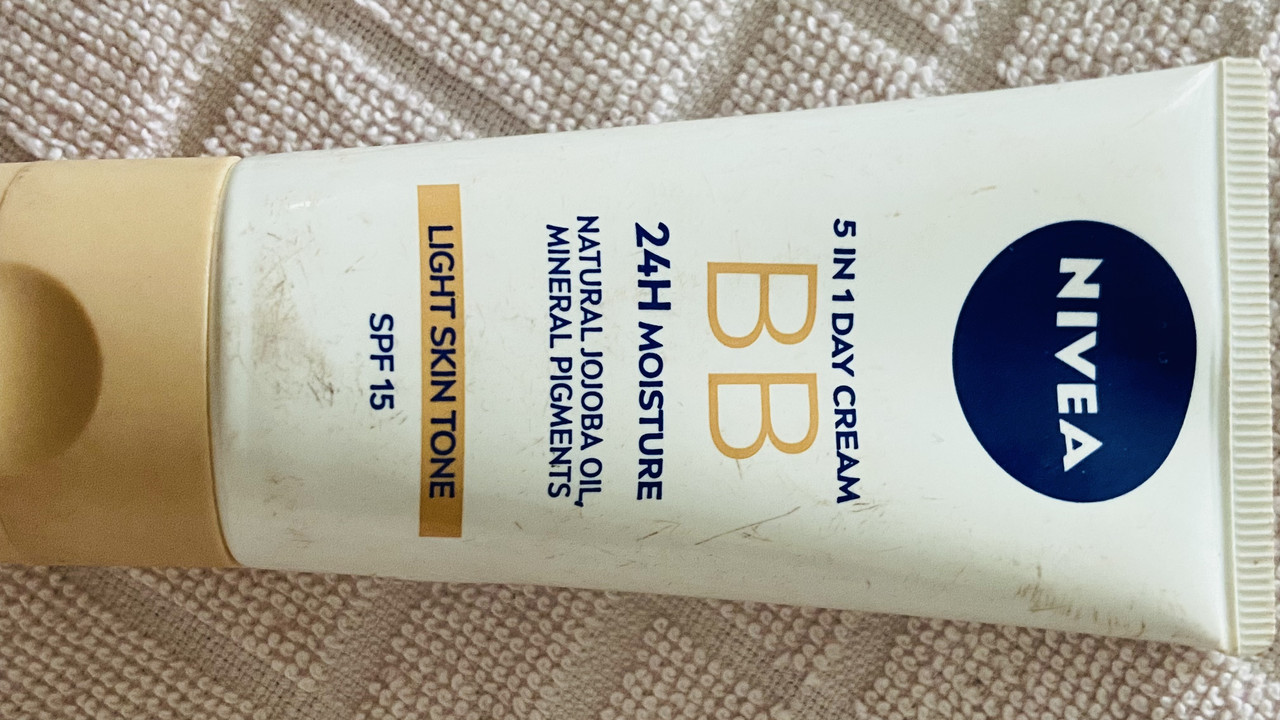 NIVEA
5 IN 1 DAY CREAM
BB
24H MOISTURE
NATURAL JOJOBA OIL,
MINERAL PIGMENTS
LIGHT SKIN TONE
SPF 15